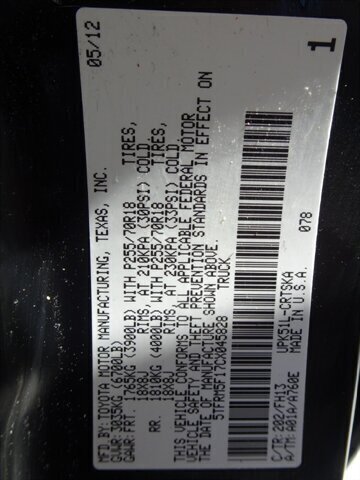 MFD. BY: TOYOTA MOTOR MANUFACTURING, TEXAS, INC. 05/12
GVWR: 3035KG (6700LB)
GAWR: FRT. 1765KG (3900LB) WITH P255/70R18 TIRES,
18X8J RIMS, AT 210KPA (30PSI) COLD,
RR. 1830KG (4000LB) WITH P255/70R18 TIRES,
18X8J RIMS, AT 230KPA (33PSI) COLD,
THIS VEHICLE CONFORMS TO ALL APPLICABLE FEDERAL MOTOR
VEHICLE SAFETY AND THEFT PREVENTION STANDARDS IN EFFECT ON
THE DATE OF MANUFACTURE SHOWN ABOVE.
5TFRM5F17CX045828 TRUCK
1
078
C/TR: 202/FH13 UPK51L-CRTSKA
A/TM: A01A/A760E MADE IN U.S.A.